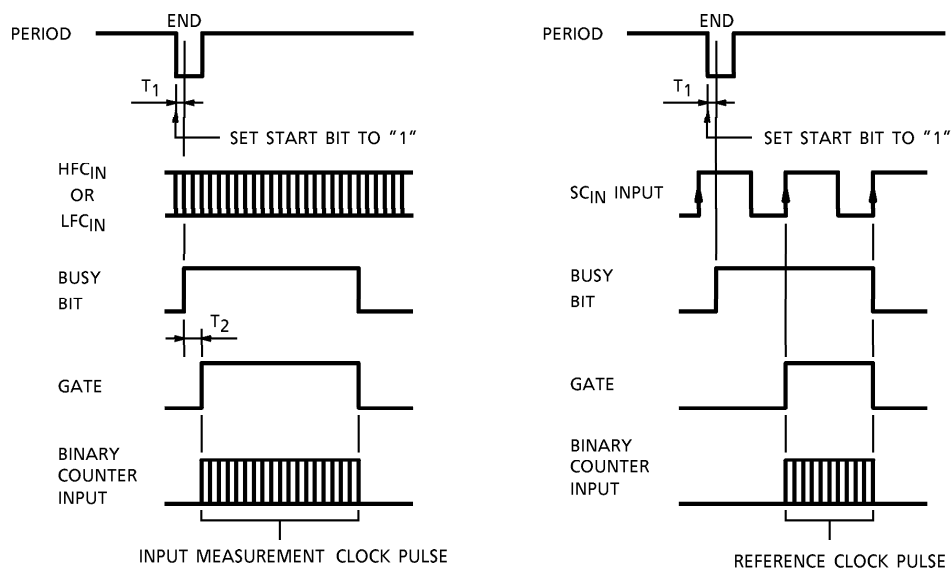 END
PERIOD
T1
SET START BIT TO "1"
HFCIN
OR
LFCIN
BUSY
BIT
T2
GATE
BINARY
COUNTER
INPUT
INPUT MEASUREMENT CLOCK PULSE
END
PERIOD
T1
SET START BIT TO "1"
SCIN INPUT
BUSY
BIT
GATE
BINARY
COUNTER
INPUT
REFERENCE CLOCK PULSE